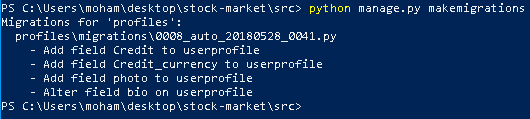 PS C:\Users\moham\desktop\stock-market\src> python manage.py makemigrations
Migrations for 'profiles':
  profiles\migrations\0008_auto_20180528_0041.py
    - Add field Credit to userprofile
    - Add field Credit_currency to userprofile
    - Add field photo to userprofile
    - Alter field bio on userprofile
PS C:\Users\moham\desktop\stock-market\src>